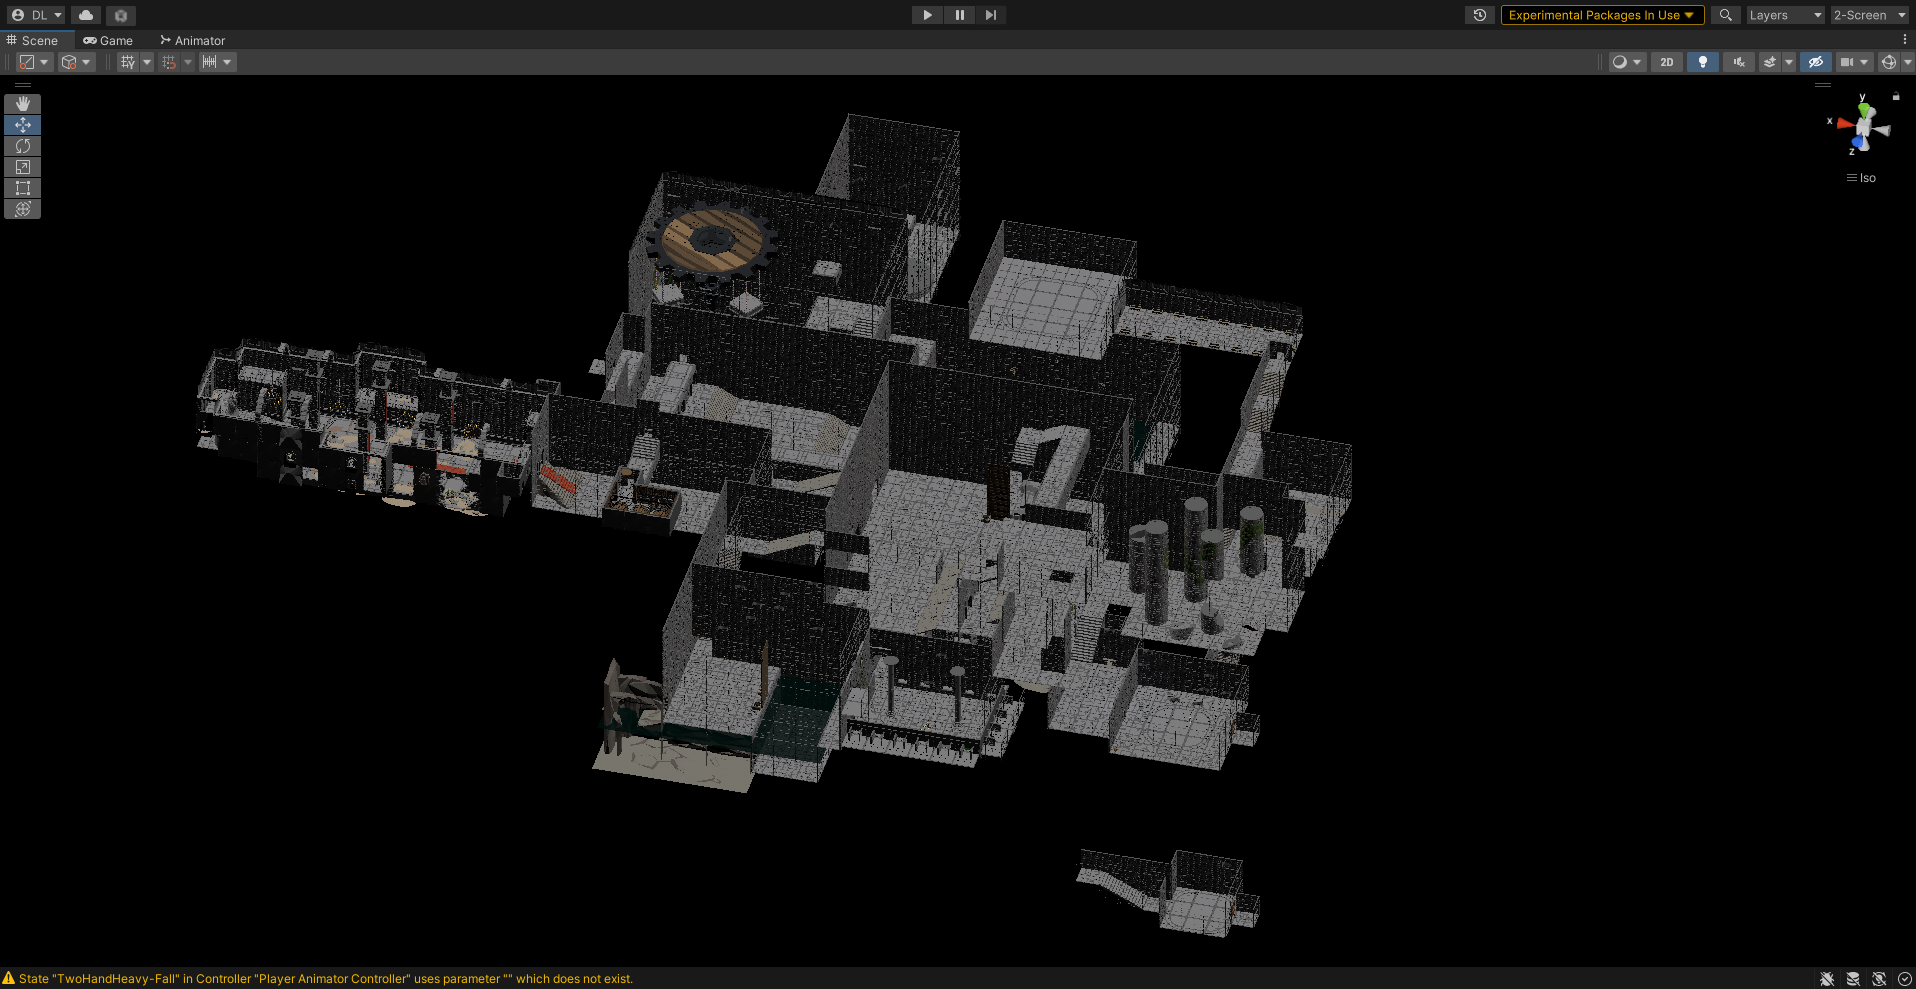 DL
Experimental Packages In Use
Layers
2-Screen
Scene
Game
Animator
2D
y
x
z
Iso
State "TwoHandHeavy-Fall" in Controller "Player Animator Controller" uses parameter "" which does not exist.